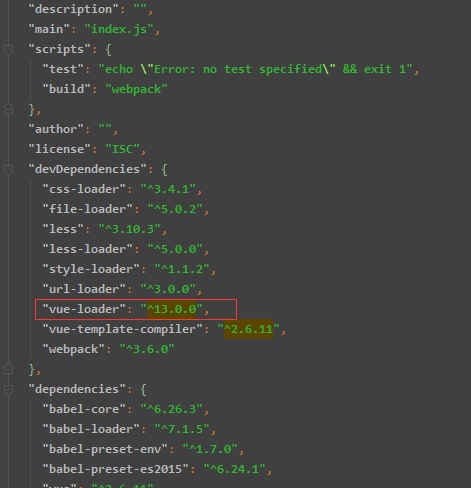 "description": "",
"main": "index.js",
"scripts": {
"test": "echo \"Error: no test specified\" && exit 1",
"build": "webpack"
},
"author": "",
"license": "ISC",
"devDependencies": {
"css-loader": "^3.4.1",
"file-loader": "^5.0.2",
"less": "^3.10.3",
"less-loader": "^5.0.0",
"style-loader": "^1.1.2",
"url-loader": "^3.0.0",
"vue-loader": "^13.0.0",
"vue-template-compiler": "^2.6.11",
"webpack": "^3.6.0"
},
"dependencies": {
"babel-core": "^6.26.3",
"babel-loader": "^7.1.5",
"babel-preset-env": "^1.7.0",
"babel-preset-es2015": "^6.24.1",